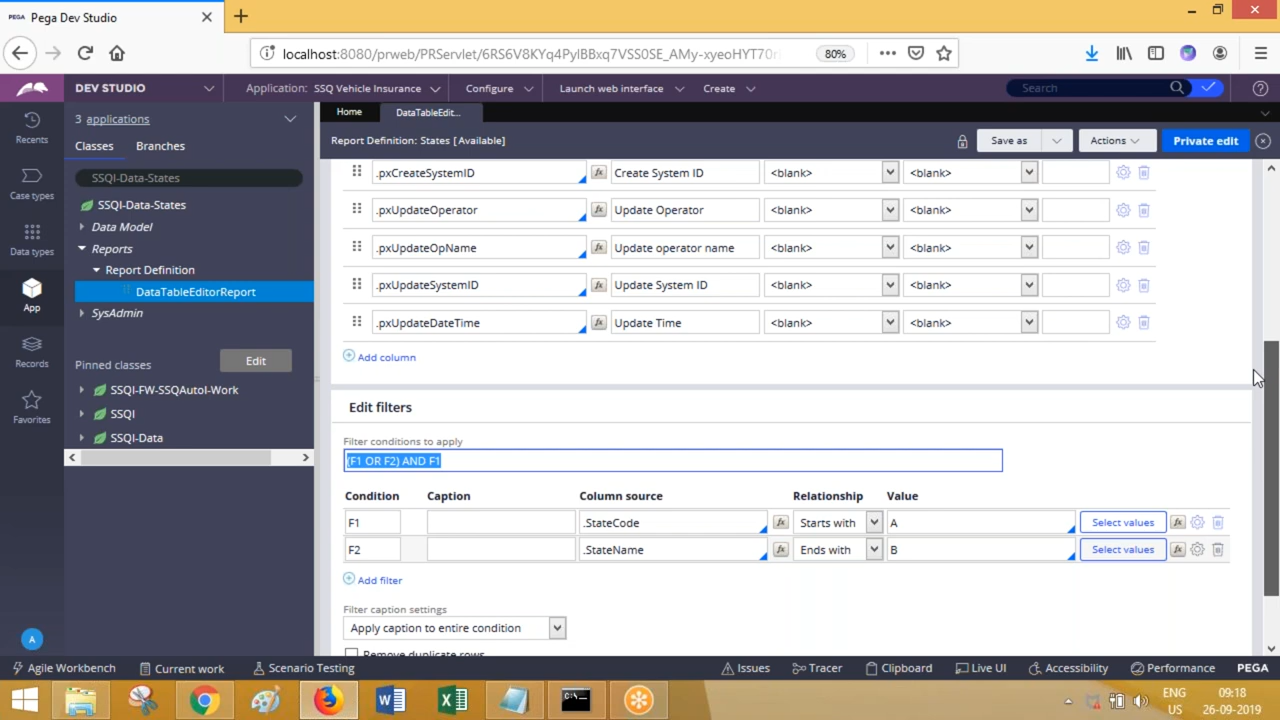 PEGA Pega Dev Studio
localhost:8080/prweb/PRServlet/6RS6V8KYq4PylBBxq7VSS0SE_AMy-xyeoHYT70r 80%
DEV STUDIO Application: SSQ Vehicle Insurance Configure Launch web interface Create Search
3 applications Home DataTableEdit...
Recents
Classes Branches Report Definition: States [Available] Save as Actions Private edit
SSQI-Data-States .pxCreateSystemID Create System ID <blank> <blank>
Case types
SSQI-Data-States .pxUpdateOperator Update Operator <blank> <blank>
Data Model
Data types
Reports .pxUpdateOpName Update operator name <blank> <blank>
Report Definition
DataTableEditorReport .pxUpdateSystemID Update System ID <blank> <blank>
App
SysAdmin .pxUpdateDateTime Update Time <blank> <blank>
Records
Pinned classes Edit Add column
SSQI-FW-SSQAutoI-Work
SSQI Edit filters
Favorites
SSQI-Data Filter conditions to apply
(F1 OR F2) AND F1
Condition Caption Column source Relationship Value
F1 .StateCode Starts with A Select values
F2 .StateName Ends with B Select values
Add filter
Filter caption settings
Apply caption to entire condition
A
Remove duplicate rows
Agile Workbench Current work Scenario Testing Issues Tracer Clipboard Live UI Accessibility Performance PEGA
ENG 09:18
US 26-09-2019